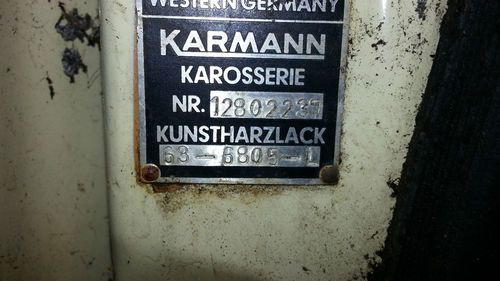 WESTERN GERMANY
KARMANN
KAROSSERIE
NR. 12802237
KUNSTHARZLACK
63-6805-L